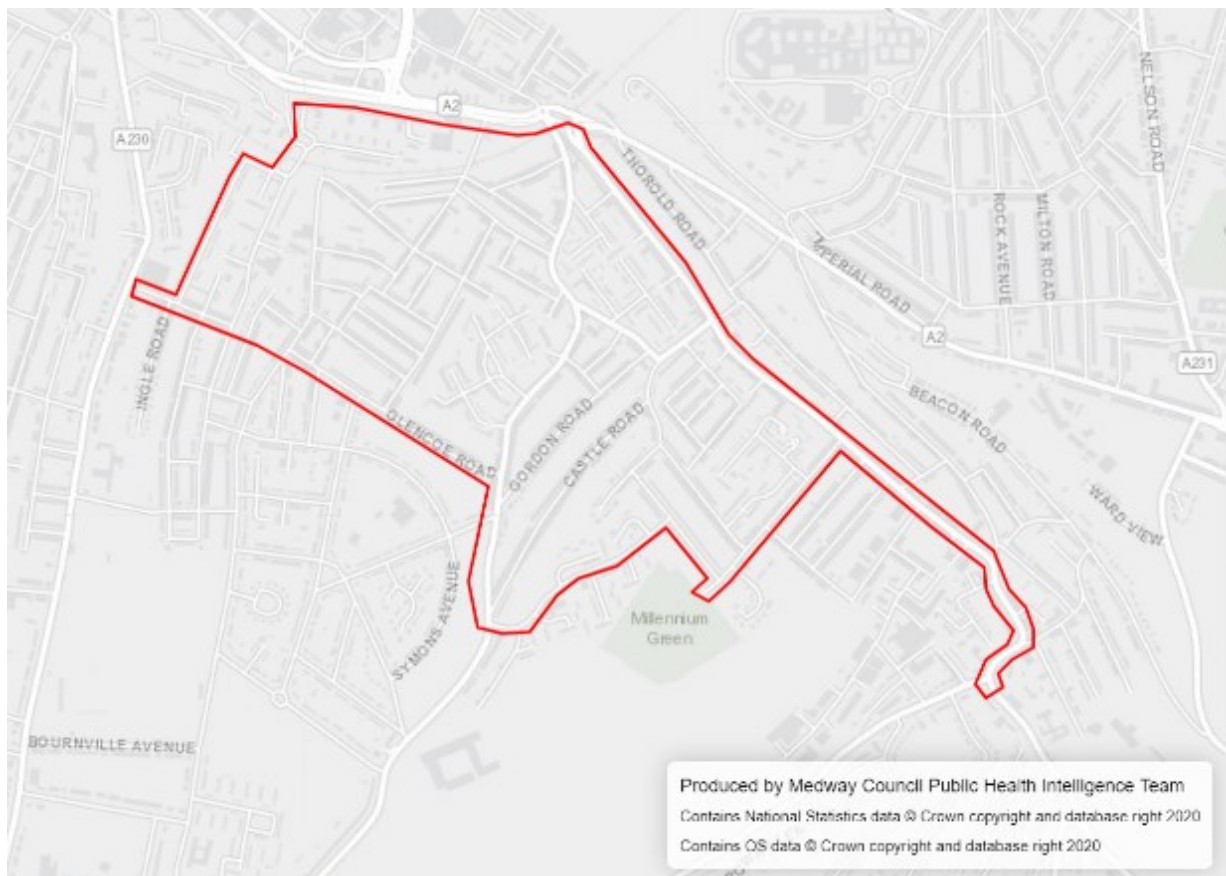 A2
A230
NELSON ROAD
THOROLD ROAD
ROCK AVENUE
MILTON ROAD
INGLE ROAD
A2
A231
GLENCOE ROAD
GORDON ROAD
CASTLE ROAD
BEACON ROAD
WARD VIEW
SYMONS AVENUE
Millennium
Green
BOURNVILLE AVENUE
Produced by Medway Council Public Health Intelligence Team
Contains National Statistics data © Crown copyright and database right 2020
Contains OS data © Crown copyright and database right 2020